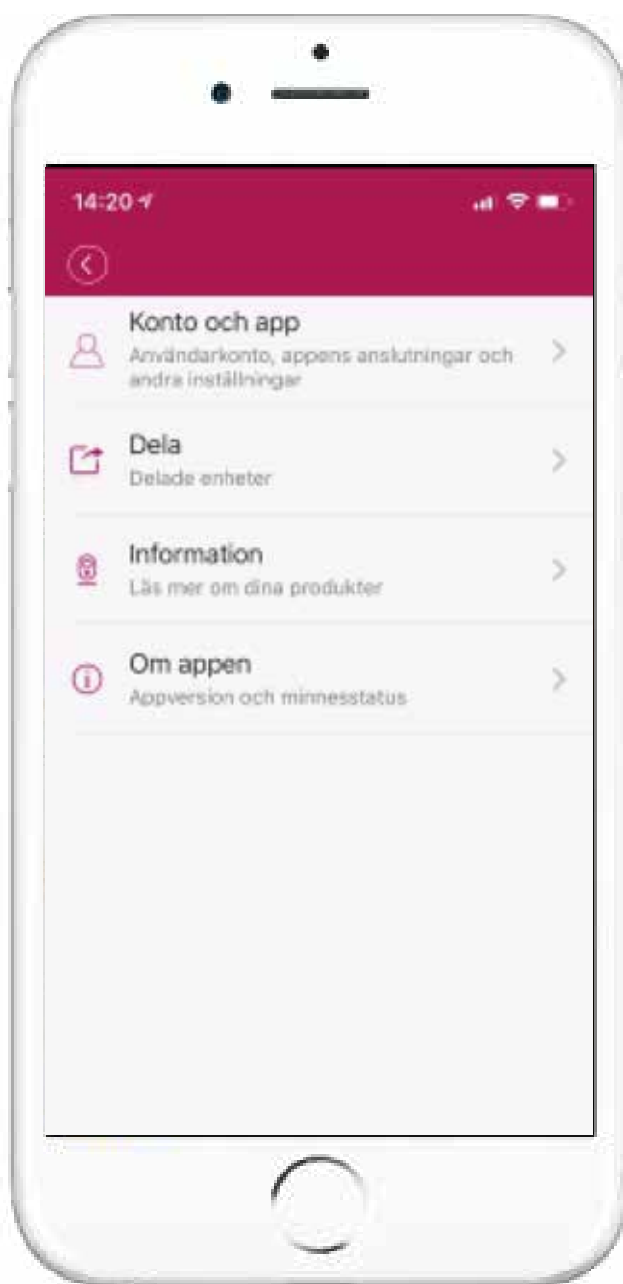 14:20
Konto och app
Användarkonto, appens anslutningar och
andra inställningar
Dela
Delade enheter
Information
Läs mer om dina produkter
Om appen
Appversion och minnesstatus